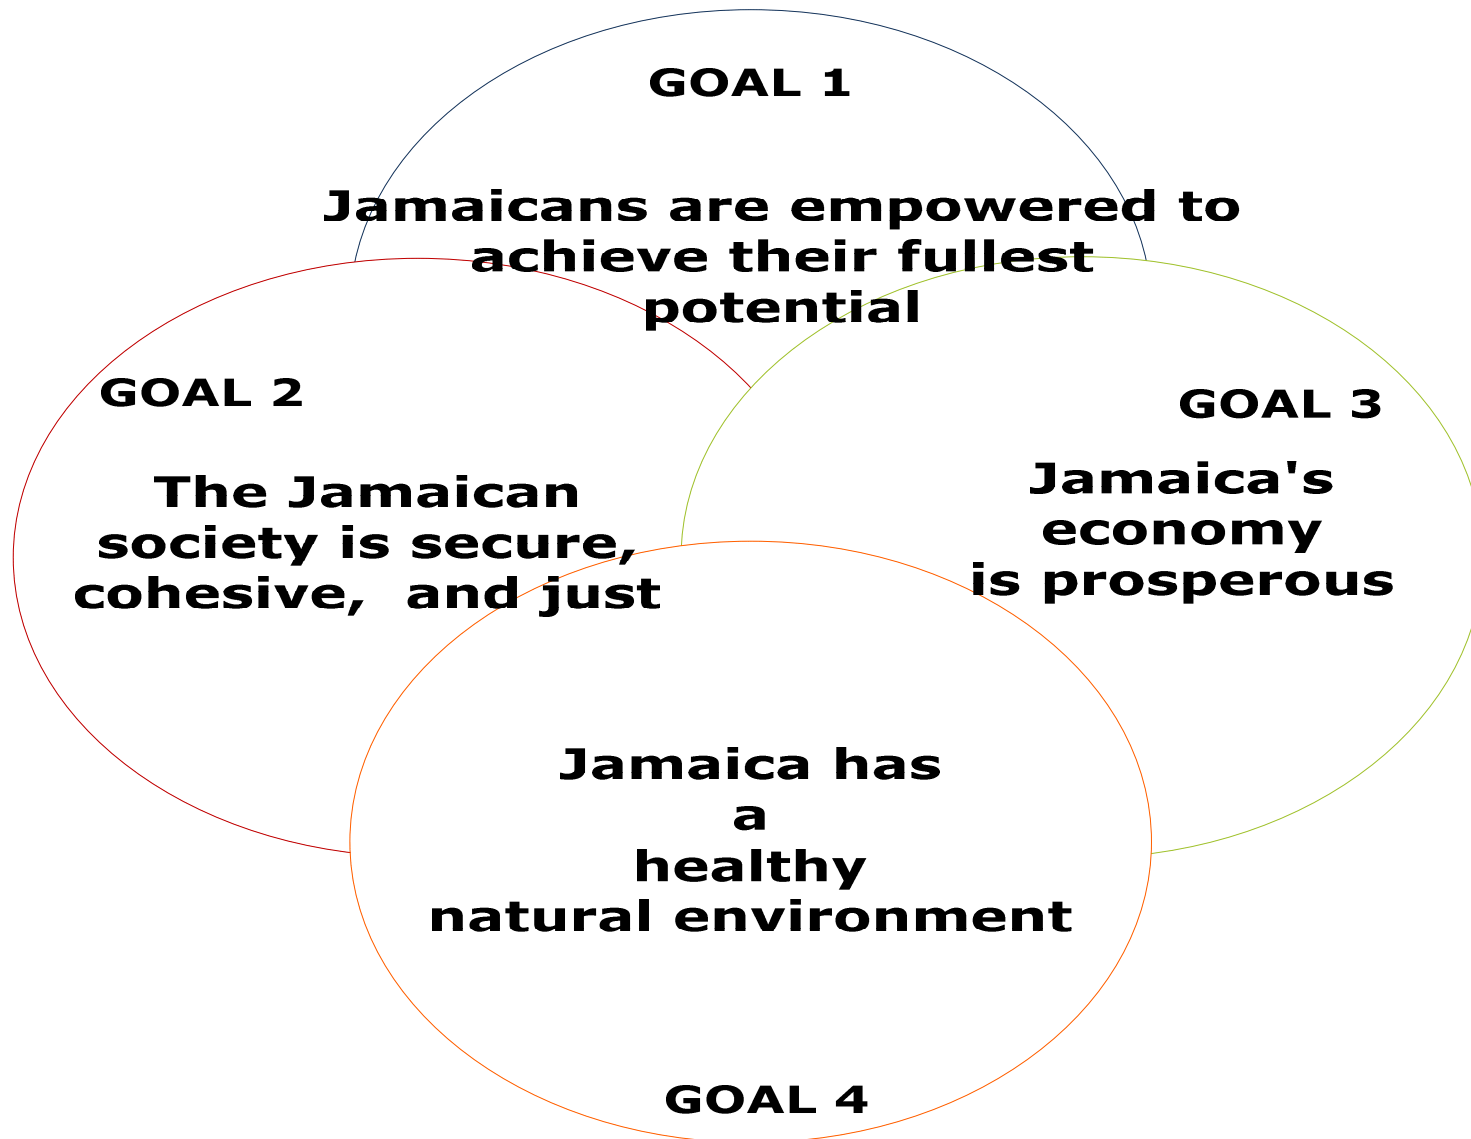 GOAL 1
Jamaicans are empowered to
achieve their fullest
potential
GOAL 2
The Jamaican
society is secure,
cohesive,  and just
GOAL 3
Jamaica's
economy
is prosperous
Jamaica has
a
healthy
natural environment
GOAL 4